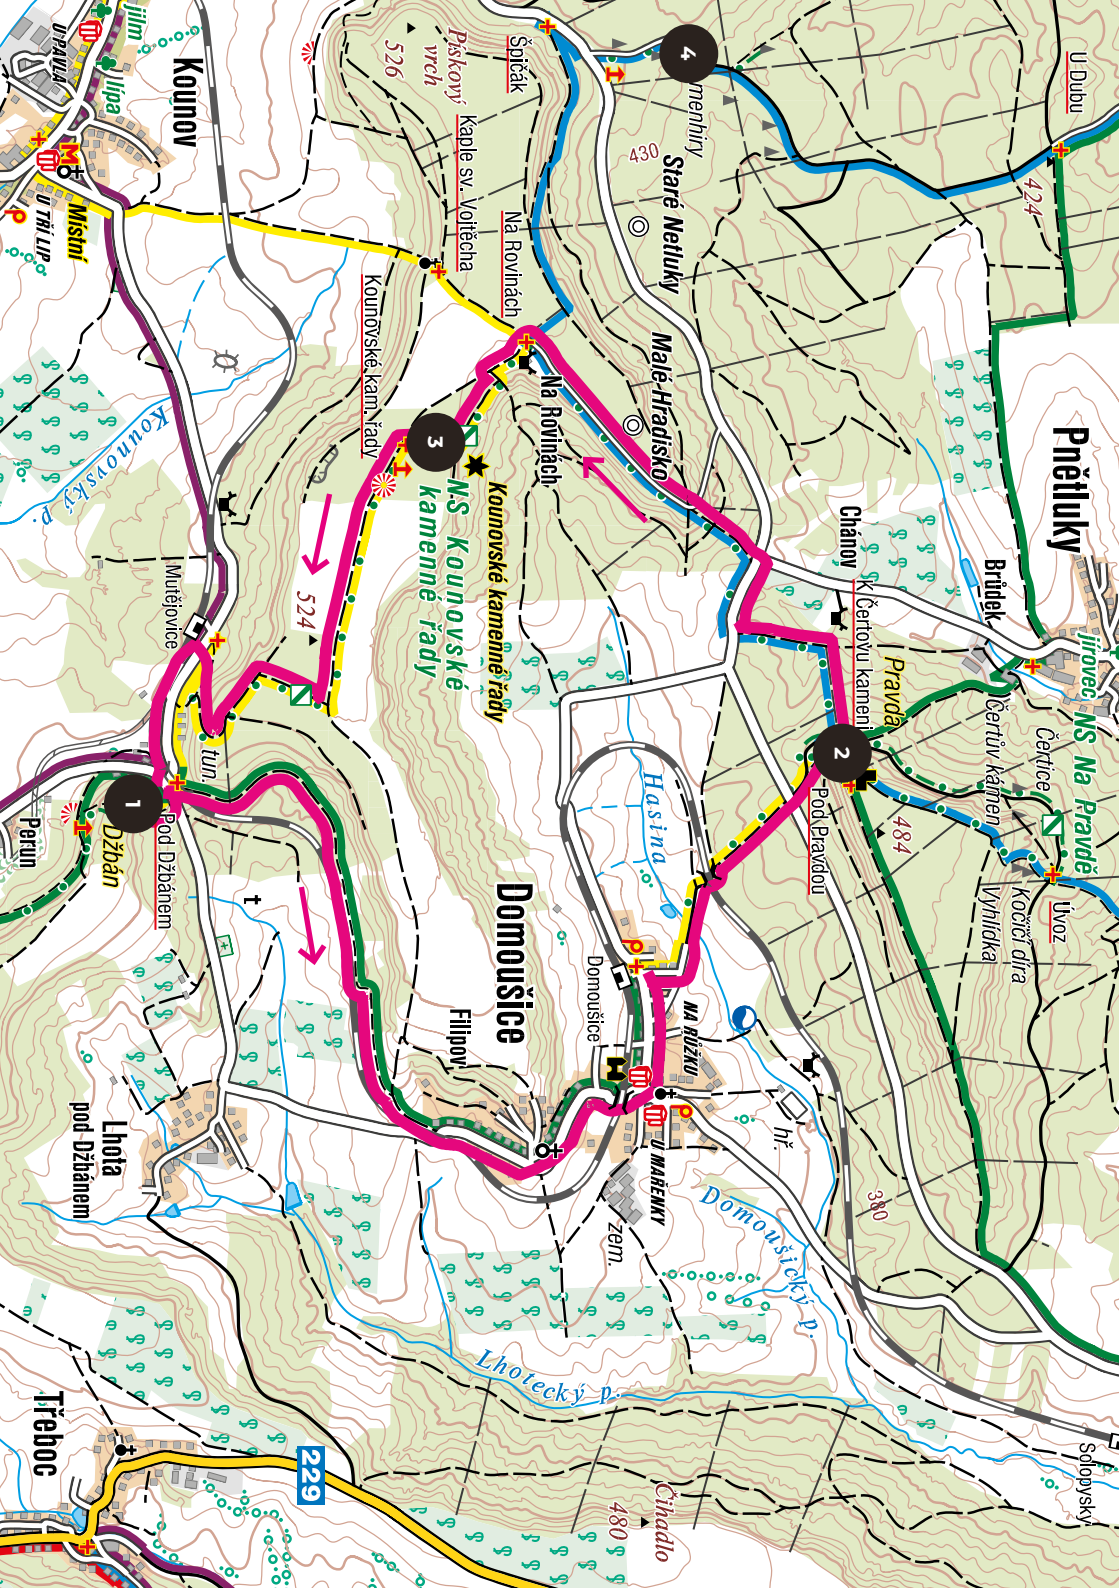 U Dubu
424
Pnětluky
Brůdek
jírovec
NS Na Pravdě
Čertice
Čertův kámen
Úvoz
Kočičí díra
Vyhlídka
Chánov
K Čertovu kameni
Pravda
2
484
Pod Pravdou
4
menhiry
430
Staré Netluky
Malé Hradisko
Špičák
Pískový
vrch
526
Kaple sv. Vojtěcha
Na Rovinách
Na Rovinách
Kounovské kam. řady
3
Kounovské kamenné řady
NS Kounovské
kamenné řady
524
Kounov
jilm
lípa
U PAVLA
M
U TŘÍ LIP
Místní
P
Kounovský p.
Mutějovice
tun.
1
Pod Džbánem
Džbán
Perun
Hasina
Domoušice
P
Domoušice
NA RŮŽKU
U MAŘENKY
P
zem.
hř.
380
Domoušický p.
Filipov
Lhota
pod Džbánem
Lhotecký p.
Solopysky
Čihadlo
480
229
Třeboc